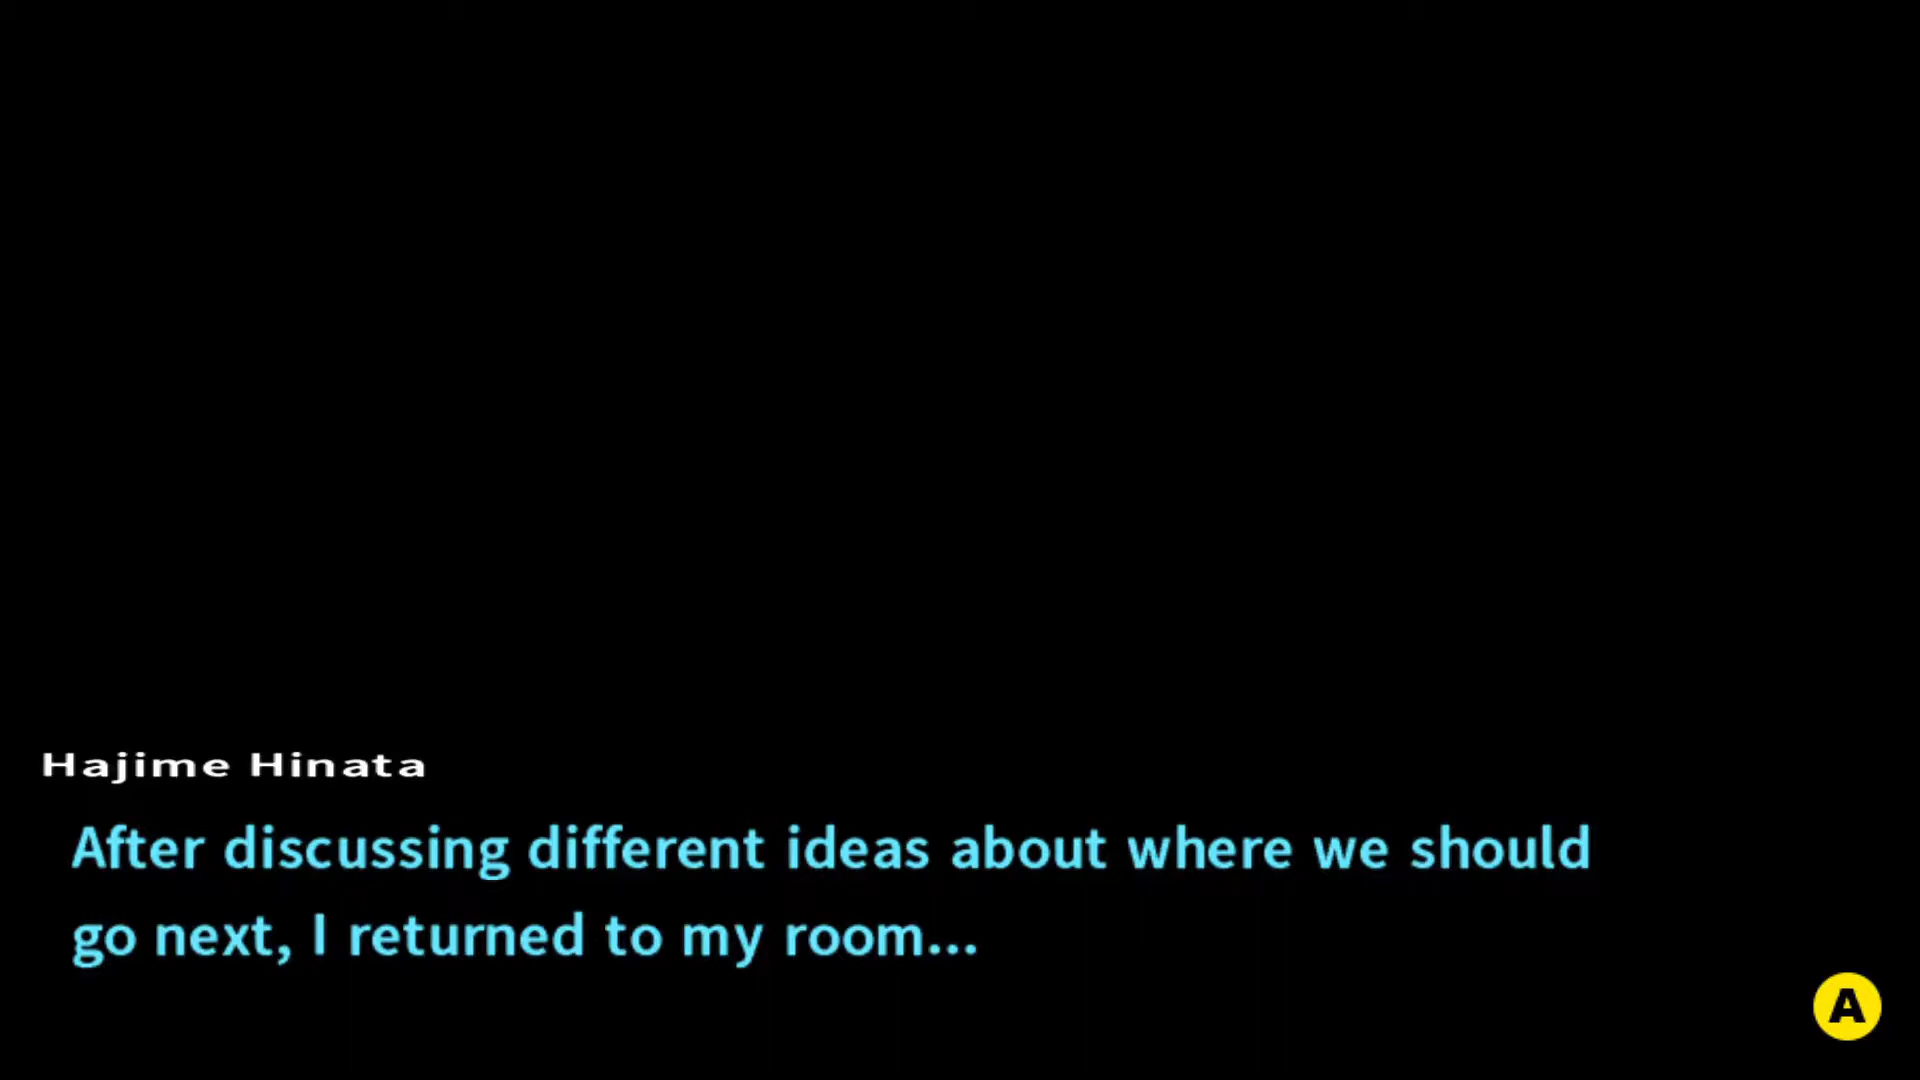 Hajime Hinata
After discussing different ideas about where we should
go next, I returned to my room...
A